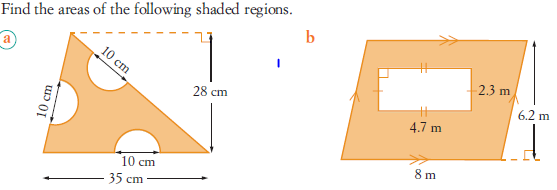 Find the areas of the following shaded regions.
a
10 cm
10 cm
28 cm
10 cm
35 cm
b
2.3 m
4.7 m
6.2 m
8 m